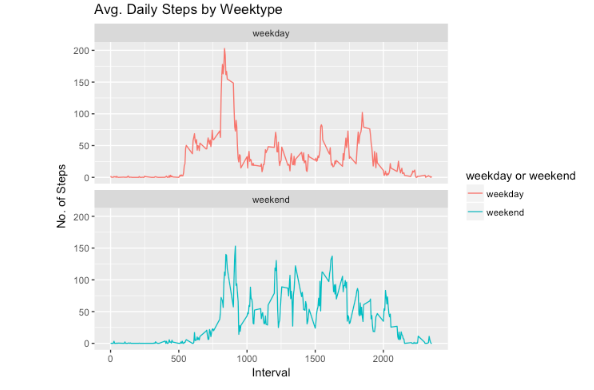 Avg. Daily Steps by Weektype
weekday
200
150
100
50
0
No. of Steps
weekend
200
150
100
50
0
0
500
1000
1500
2000
Interval
weekday or weekend
weekday
weekend